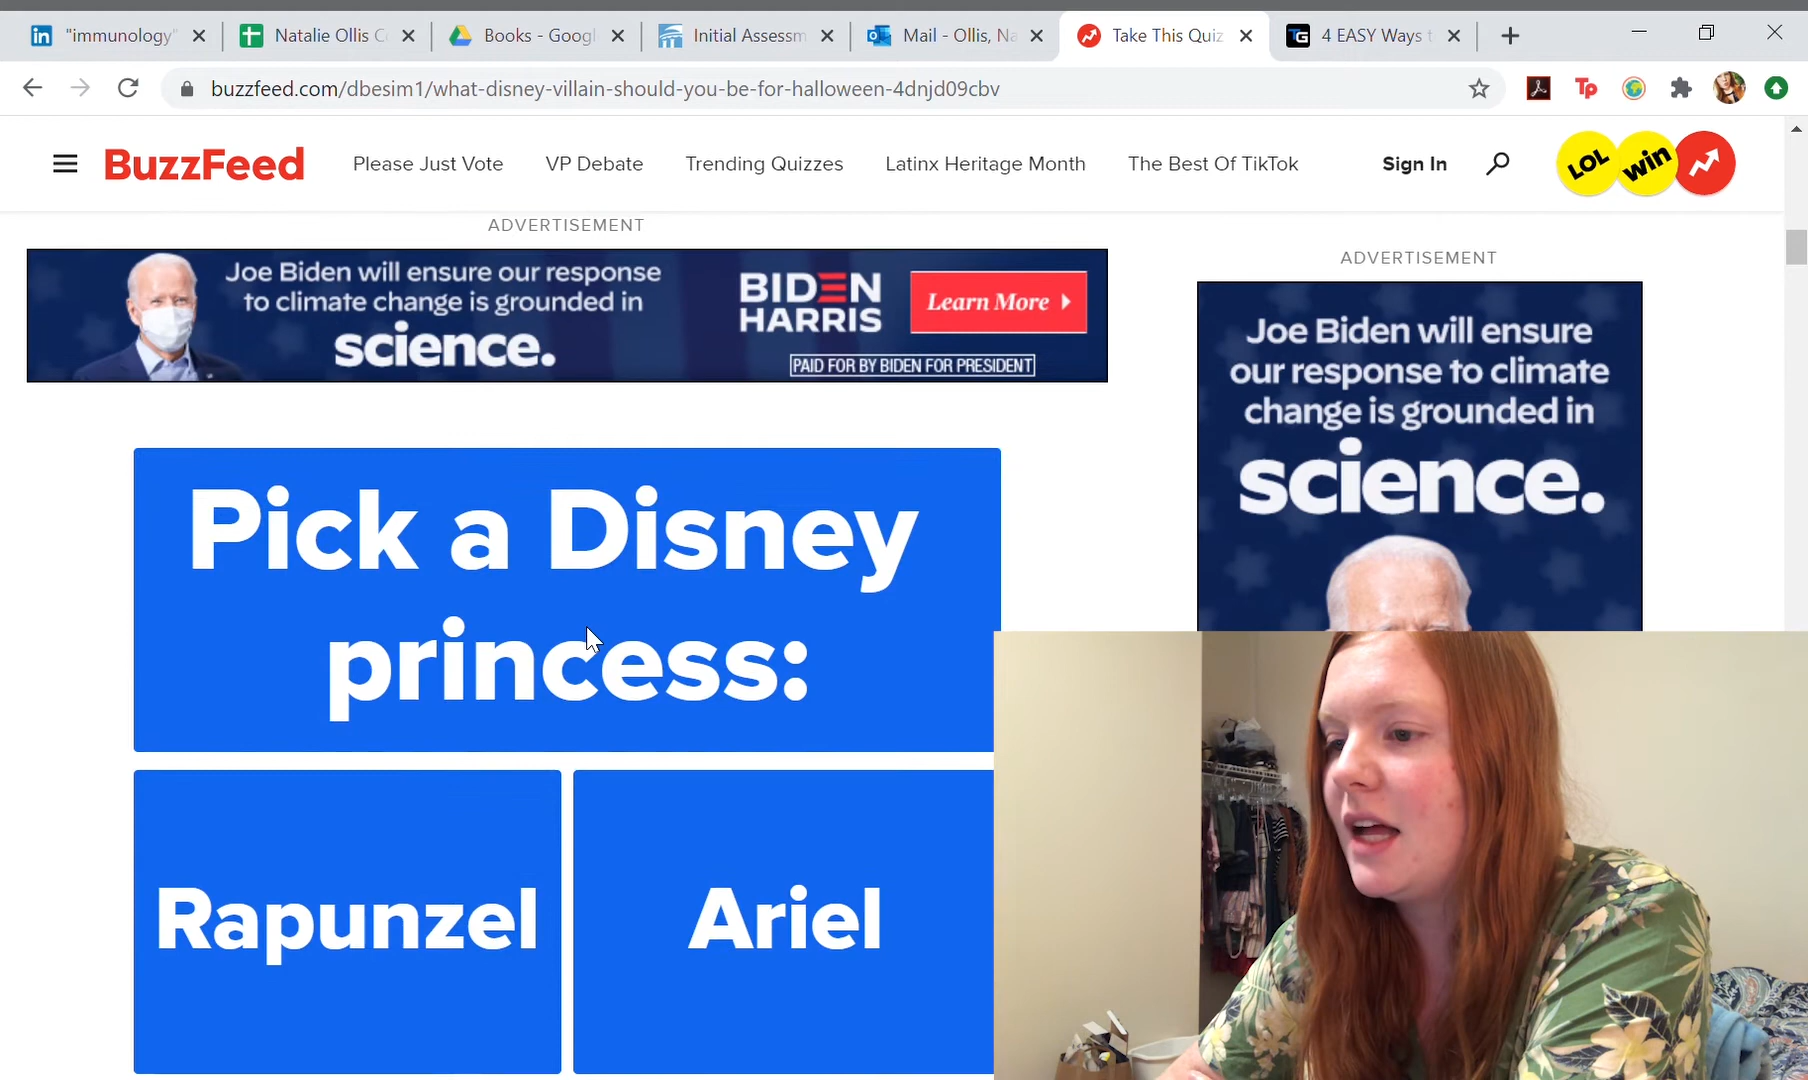 "immunology"
Natalie Ollis C
Books - Googl
Initial Assessm
Mail - Ollis, Na
Take This Quiz
4 EASY Ways t
buzzfeed.com/dbesim1/what-disney-villain-should-you-be-for-halloween-4dnjd09cbv
BuzzFeed
Please Just Vote
VP Debate
Trending Quizzes
Latinx Heritage Month
The Best Of TikTok
Sign In
LOL
win
ADVERTISEMENT
Joe Biden will ensure our response
to climate change is grounded in
science.
BIDEN
HARRIS
Learn More
PAID FOR BY BIDEN FOR PRESIDENT
ADVERTISEMENT
Joe Biden will ensure
our response to climate
change is grounded in
science.
Pick a Disney
princess:
Rapunzel
Ariel
in
TG
Tp